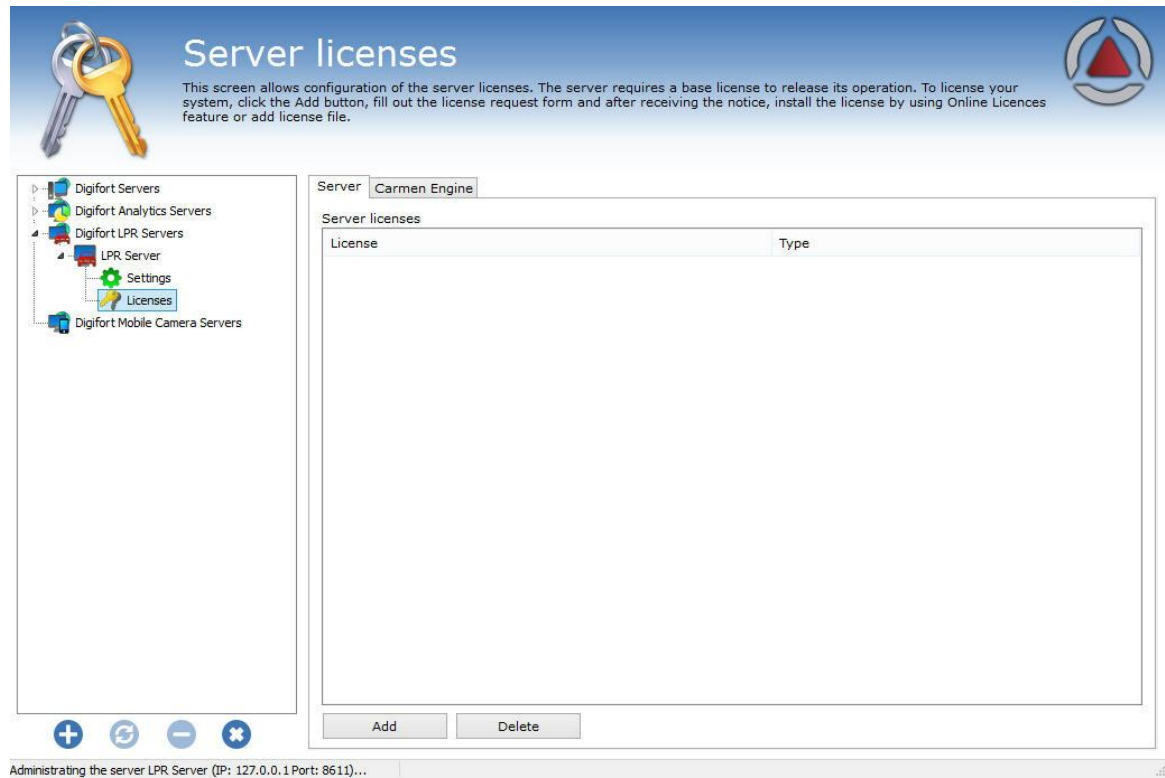 Server licenses
This screen allows configuration of the server licenses. The server requires a base license to release its operation. To license your
system, click the Add button, fill out the license request form and after receiving the notice, install the license by using Online Licences
feature or add license file.
Digifort Servers
Digifort Analytics Servers
Digifort LPR Servers
LPR Server
Settings
Licenses
Digifort Mobile Camera Servers
Server Carmen Engine
Server licenses
License Type
Add Delete
Administrating the server LPR Server (IP: 127.0.0.1 Port: 8611)...